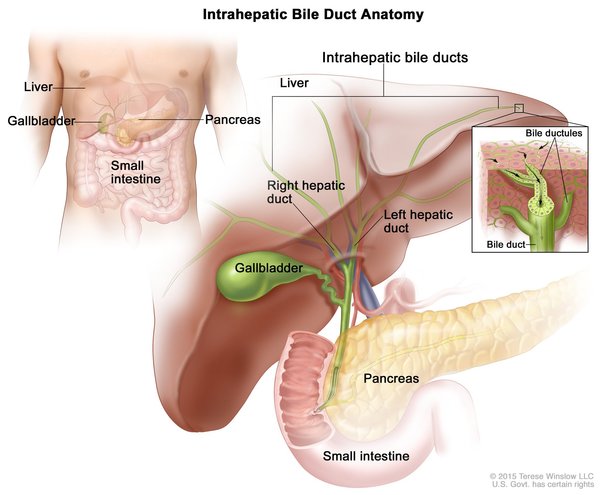 Intrahepatic Bile Duct Anatomy
Intrahepatic bile ducts
Liver
Liver
Gallbladder
Pancreas
Small
intestine
Bile ductules
Right hepatic
duct
Left hepatic
duct
Bile duct
Gallbladder
Pancreas
Small intestine
© 2015 Terese Winslow LLC
U.S. Govt. has certain rights